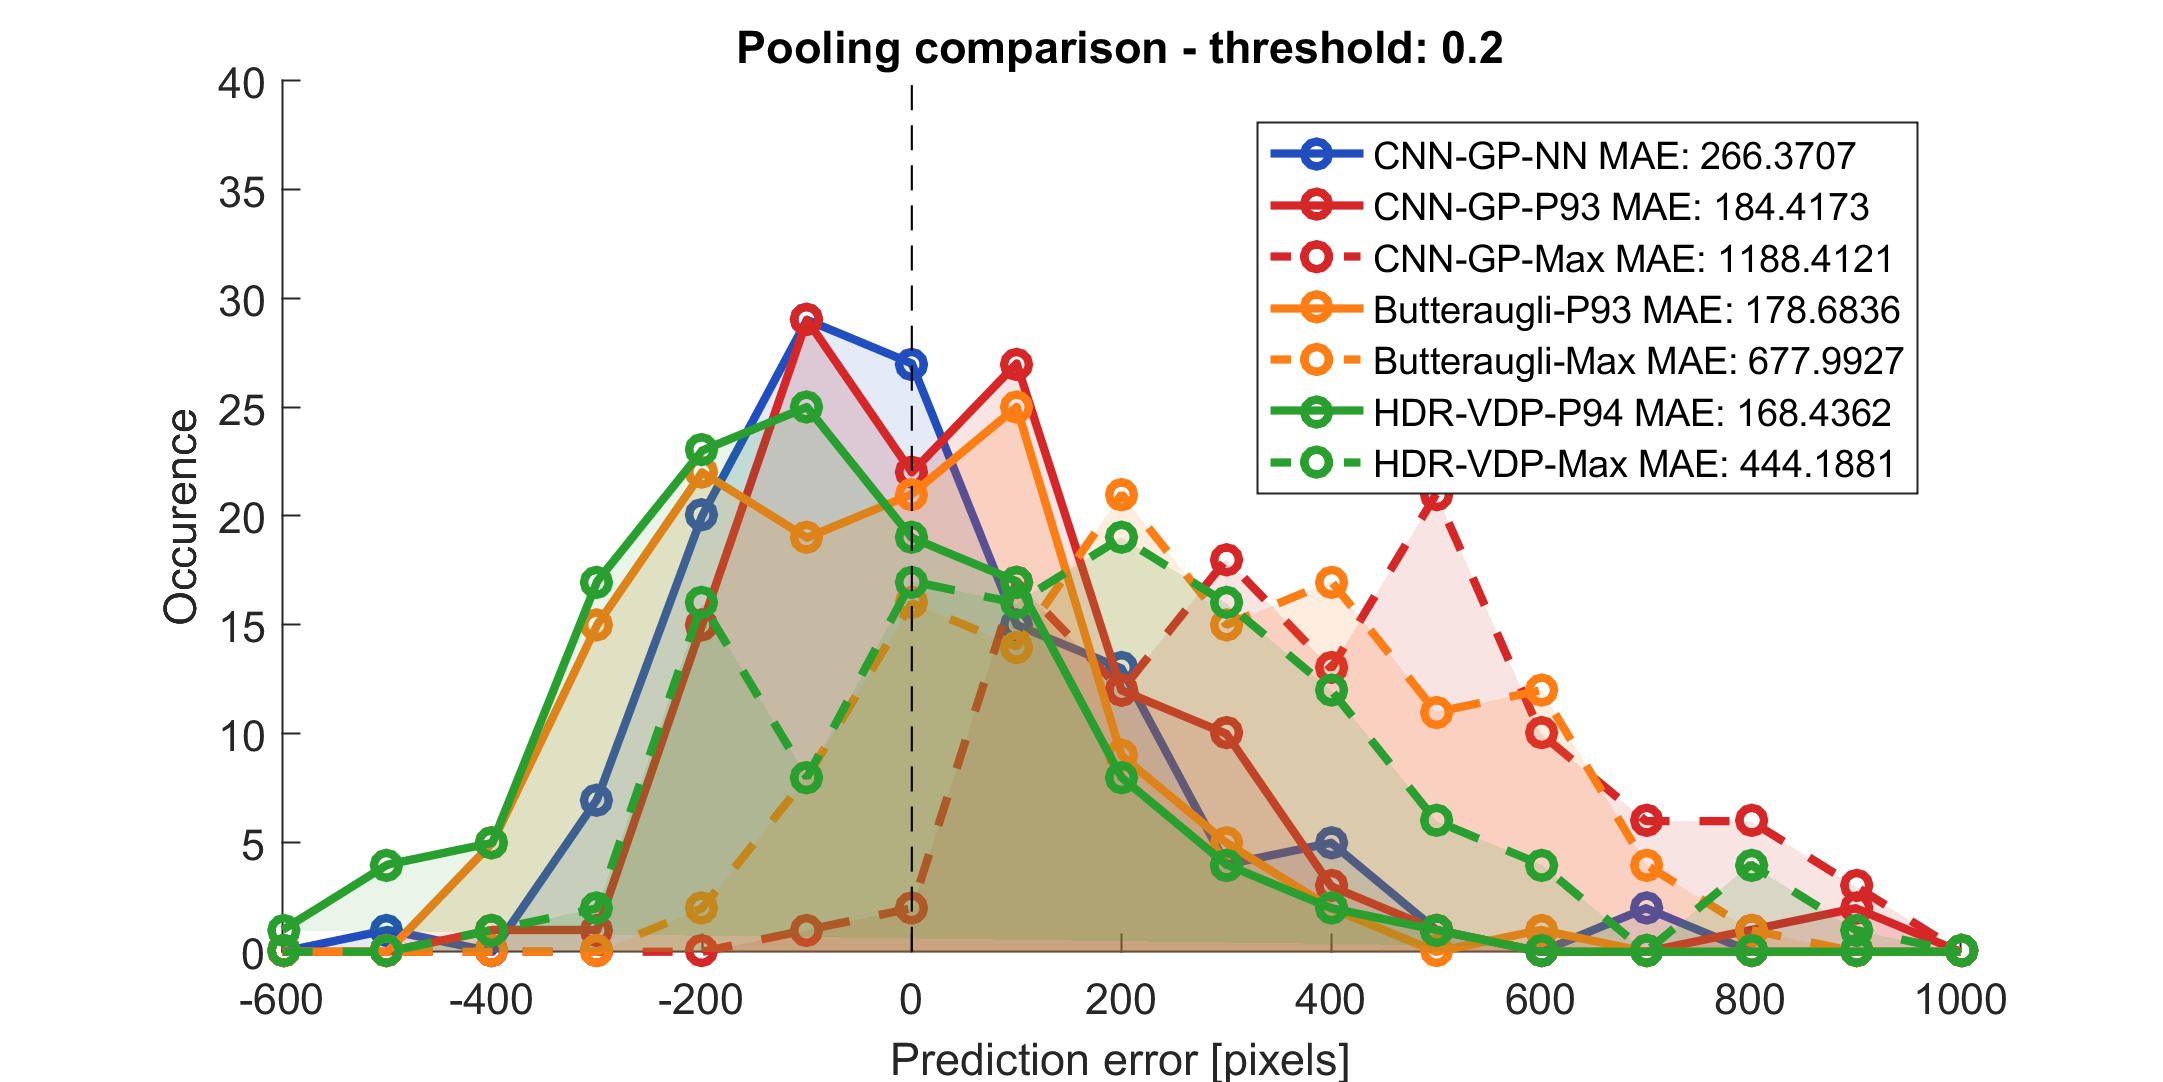 Pooling comparison - threshold: 0.2
40
35
30
25
20
15
10
5
0
Occurence
CNN-GP-NN MAE: 266.3707
CNN-GP-P93 MAE: 184.4173
CNN-GP-Max MAE: 1188.4121
Butteraugli-P93 MAE: 178.6836
Butteraugli-Max MAE: 677.9927
HDR-VDP-P94 MAE: 168.4362
HDR-VDP-Max MAE: 444.1881
-600 -400 -200 0 200 400 600 800 1000
Prediction error [pixels]